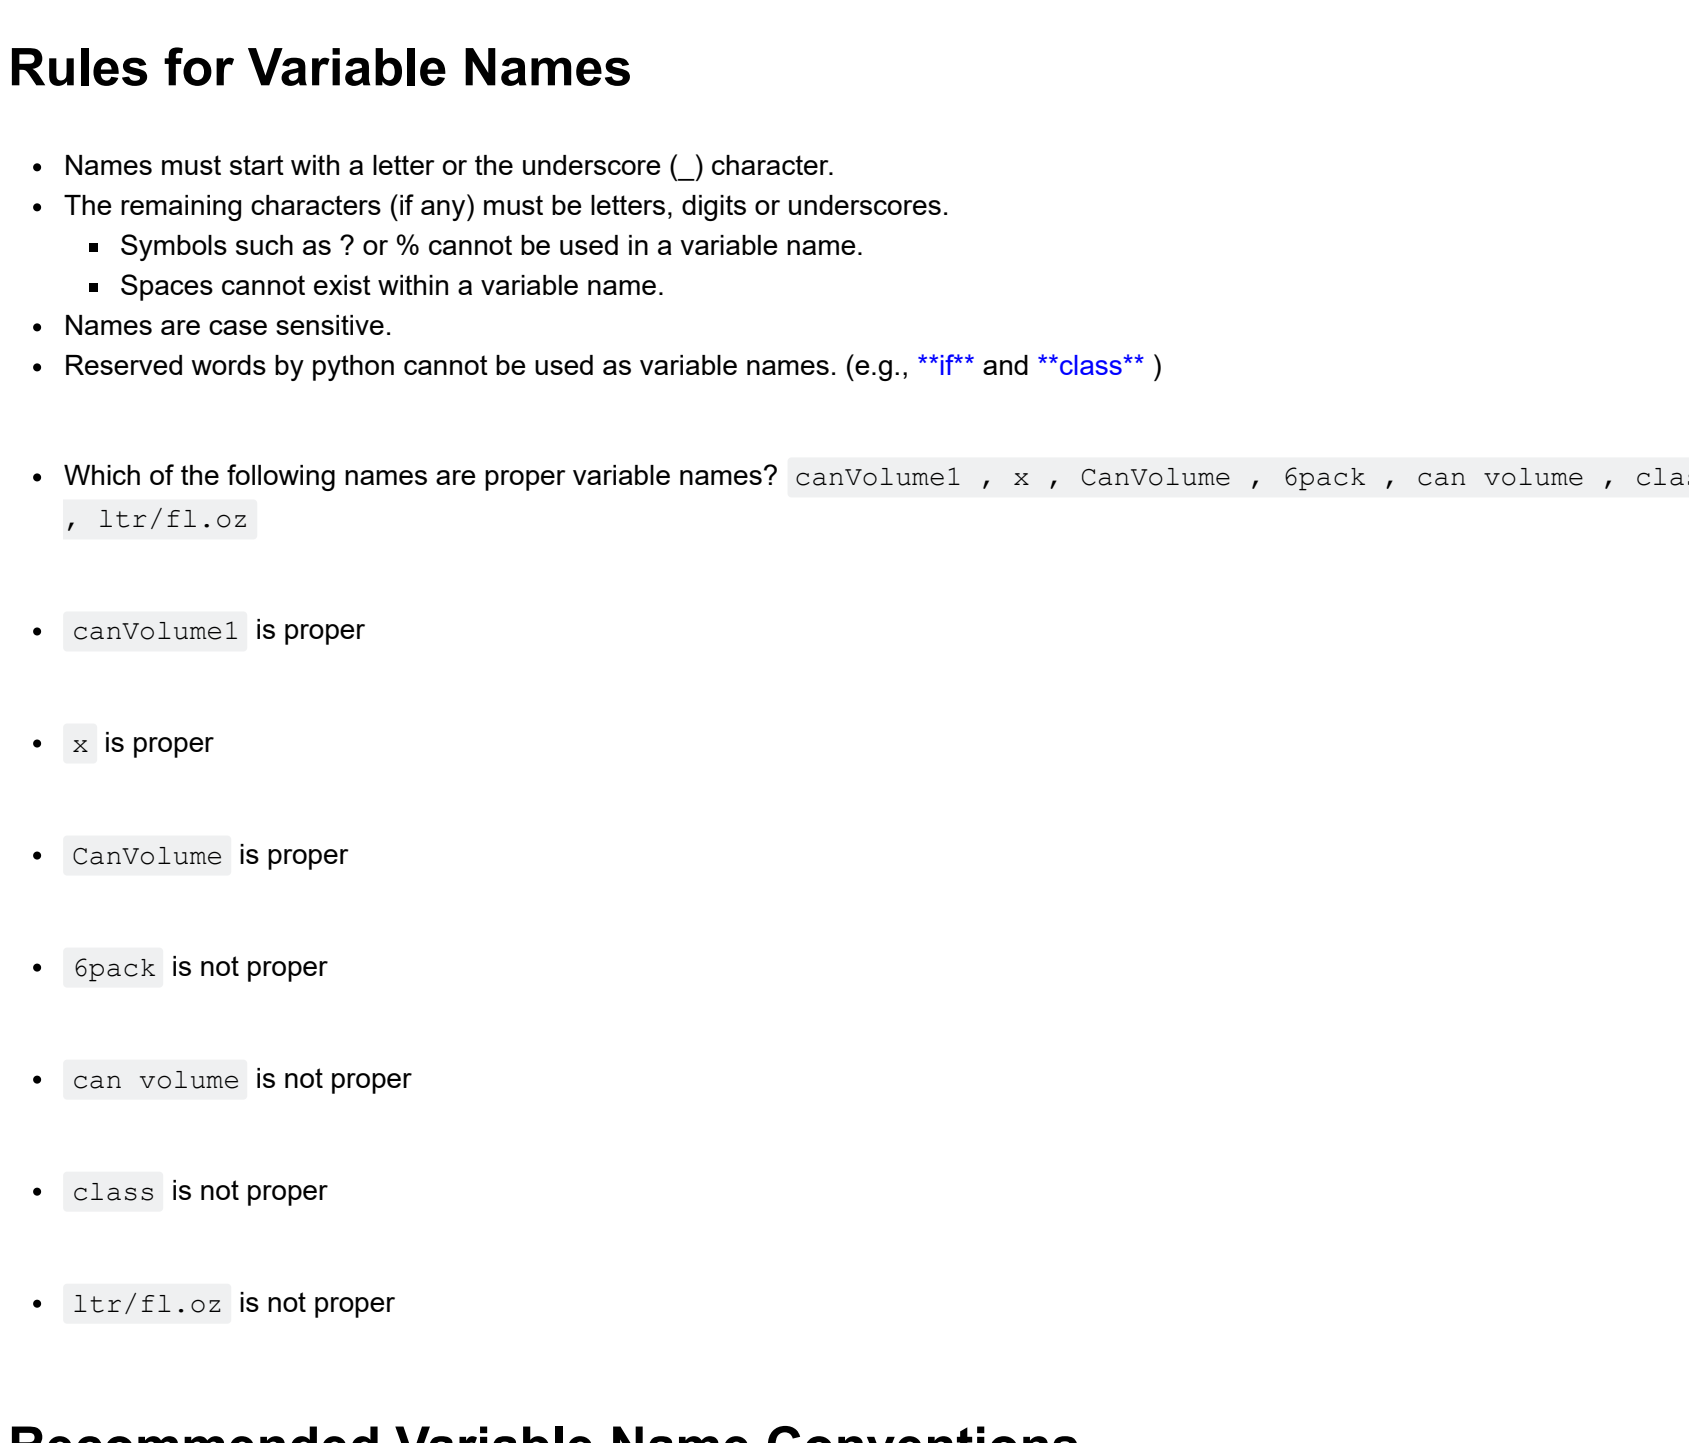 Rules for Variable Names
Names must start with a letter or the underscore (_) character.
The remaining characters (if any) must be letters, digits or underscores.
Symbols such as ? or % cannot be used in a variable name.
Spaces cannot exist within a variable name.
Names are case sensitive.
Reserved words by python cannot be used as variable names. (e.g., **if** and **class** )
Which of the following names are proper variable names? canVolume1 , x , CanVolume , 6pack , can volume , clas
, ltr/fl.oz
canVolume1 is proper
x is proper
CanVolume is proper
6pack is not proper
can volume is not proper
class is not proper
ltr/fl.oz is not proper
Recommended Variable Name Conventions